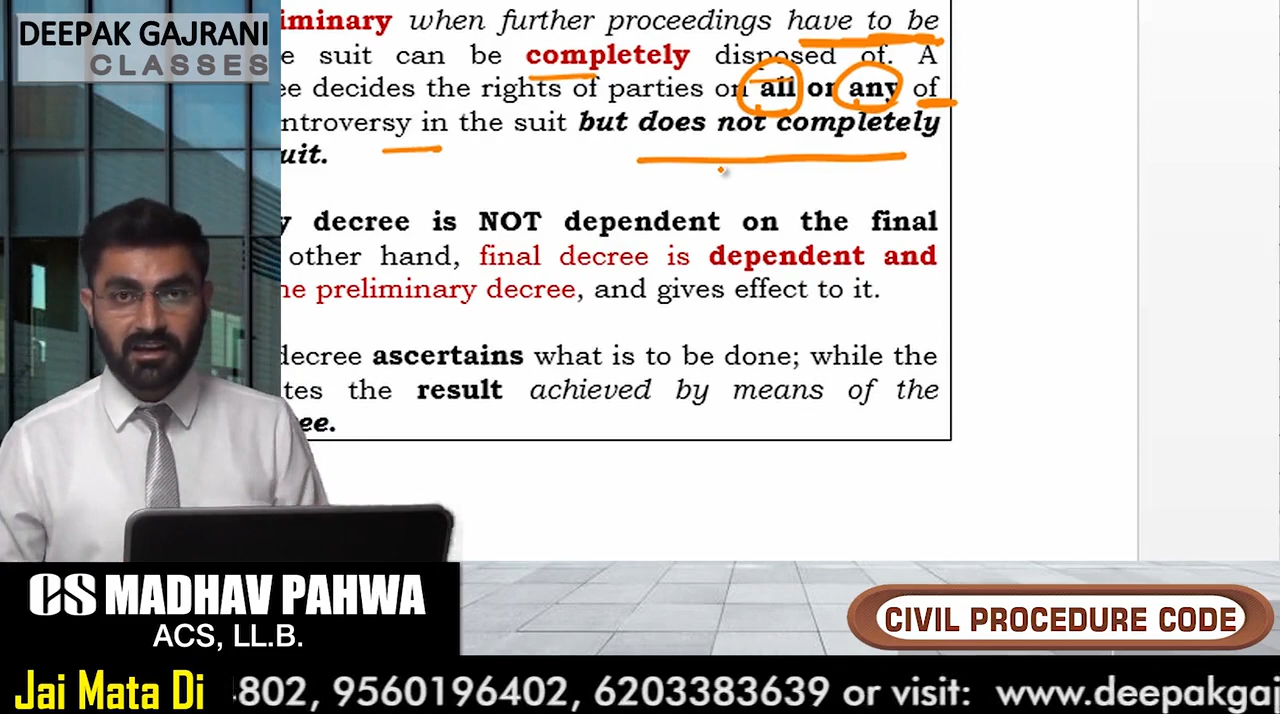 DEEPAK GAJRANI
CLASSES
iminary when further proceedings have to be
e suit can be completely disposed of. A
ee decides the rights of parties on all or any of
ntroversy in the suit but does not completely
uit.
y decree is NOT dependent on the final
other hand, final decree is dependent and
he preliminary decree, and gives effect to it.
decree ascertains what is to be done; while the
tes the result achieved by means of the
ee.
CS MADHAV PAHWA
ACS, LL.B.
CIVIL PROCEDURE CODE
Jai Mata Di
4802, 9560196402, 6203383639 or visit: www.deepakgaj